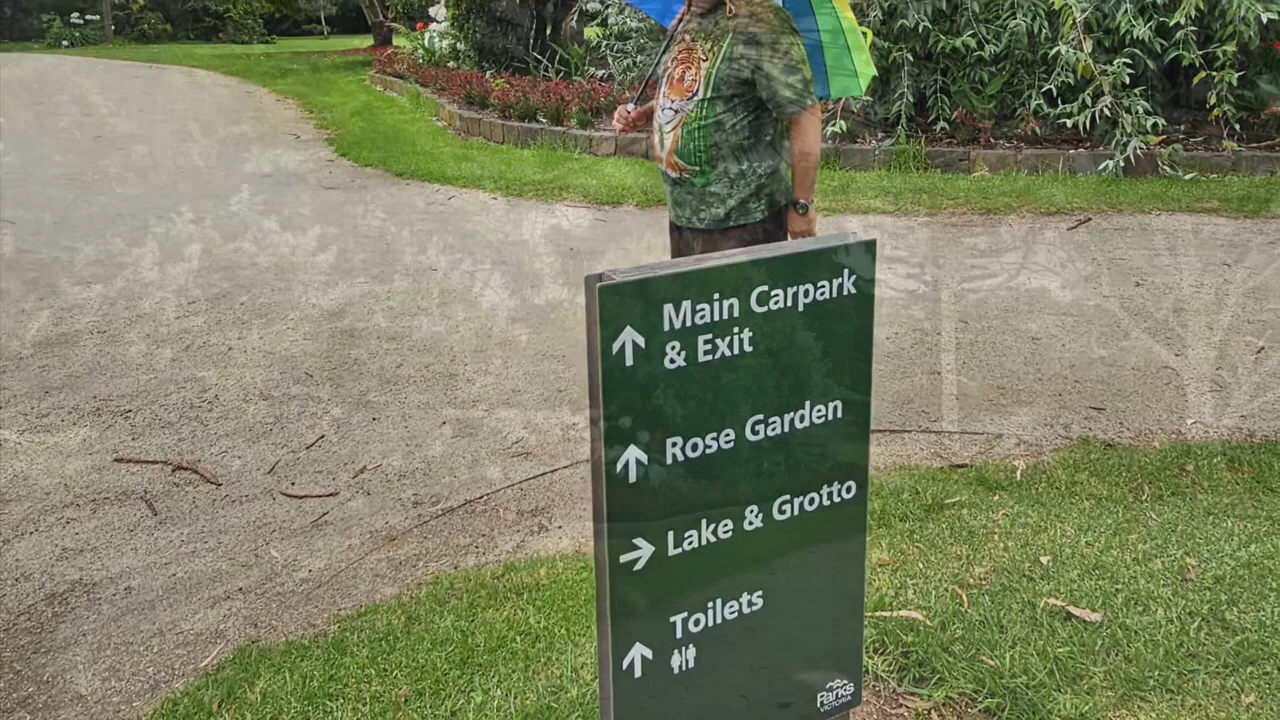 Main Carpark
& Exit
Rose Garden
Lake & Grotto
Toilets
Parks
VICTORIA